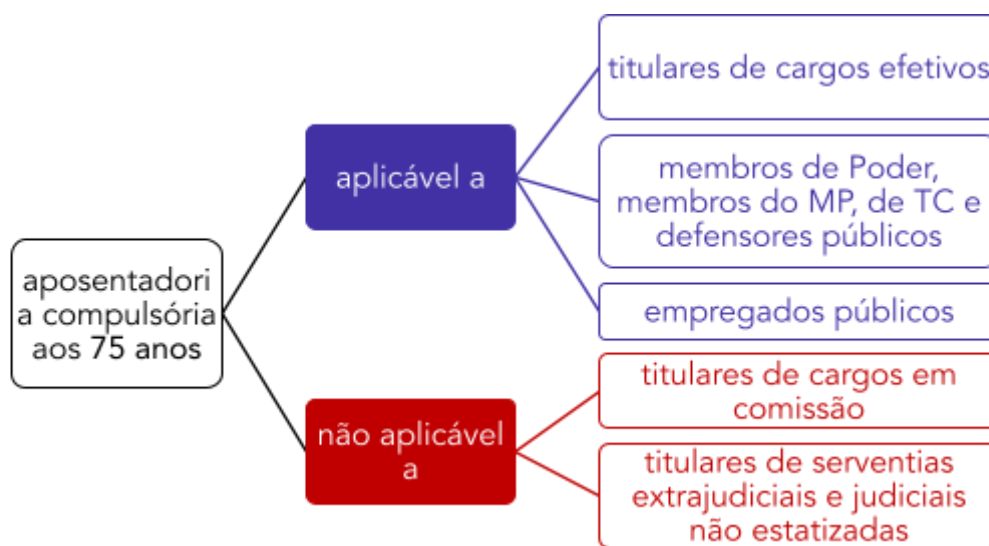 aposentadori
a compulsória
aos 75 anos
aplicável a
titulares de cargos efetivos
membros de Poder,
membros do MP, de TC e
defensores públicos
empregados públicos
não aplicável
a
titulares de cargos em
comissão
titulares de serventias
extrajudiciais e judiciais
não estatizadas